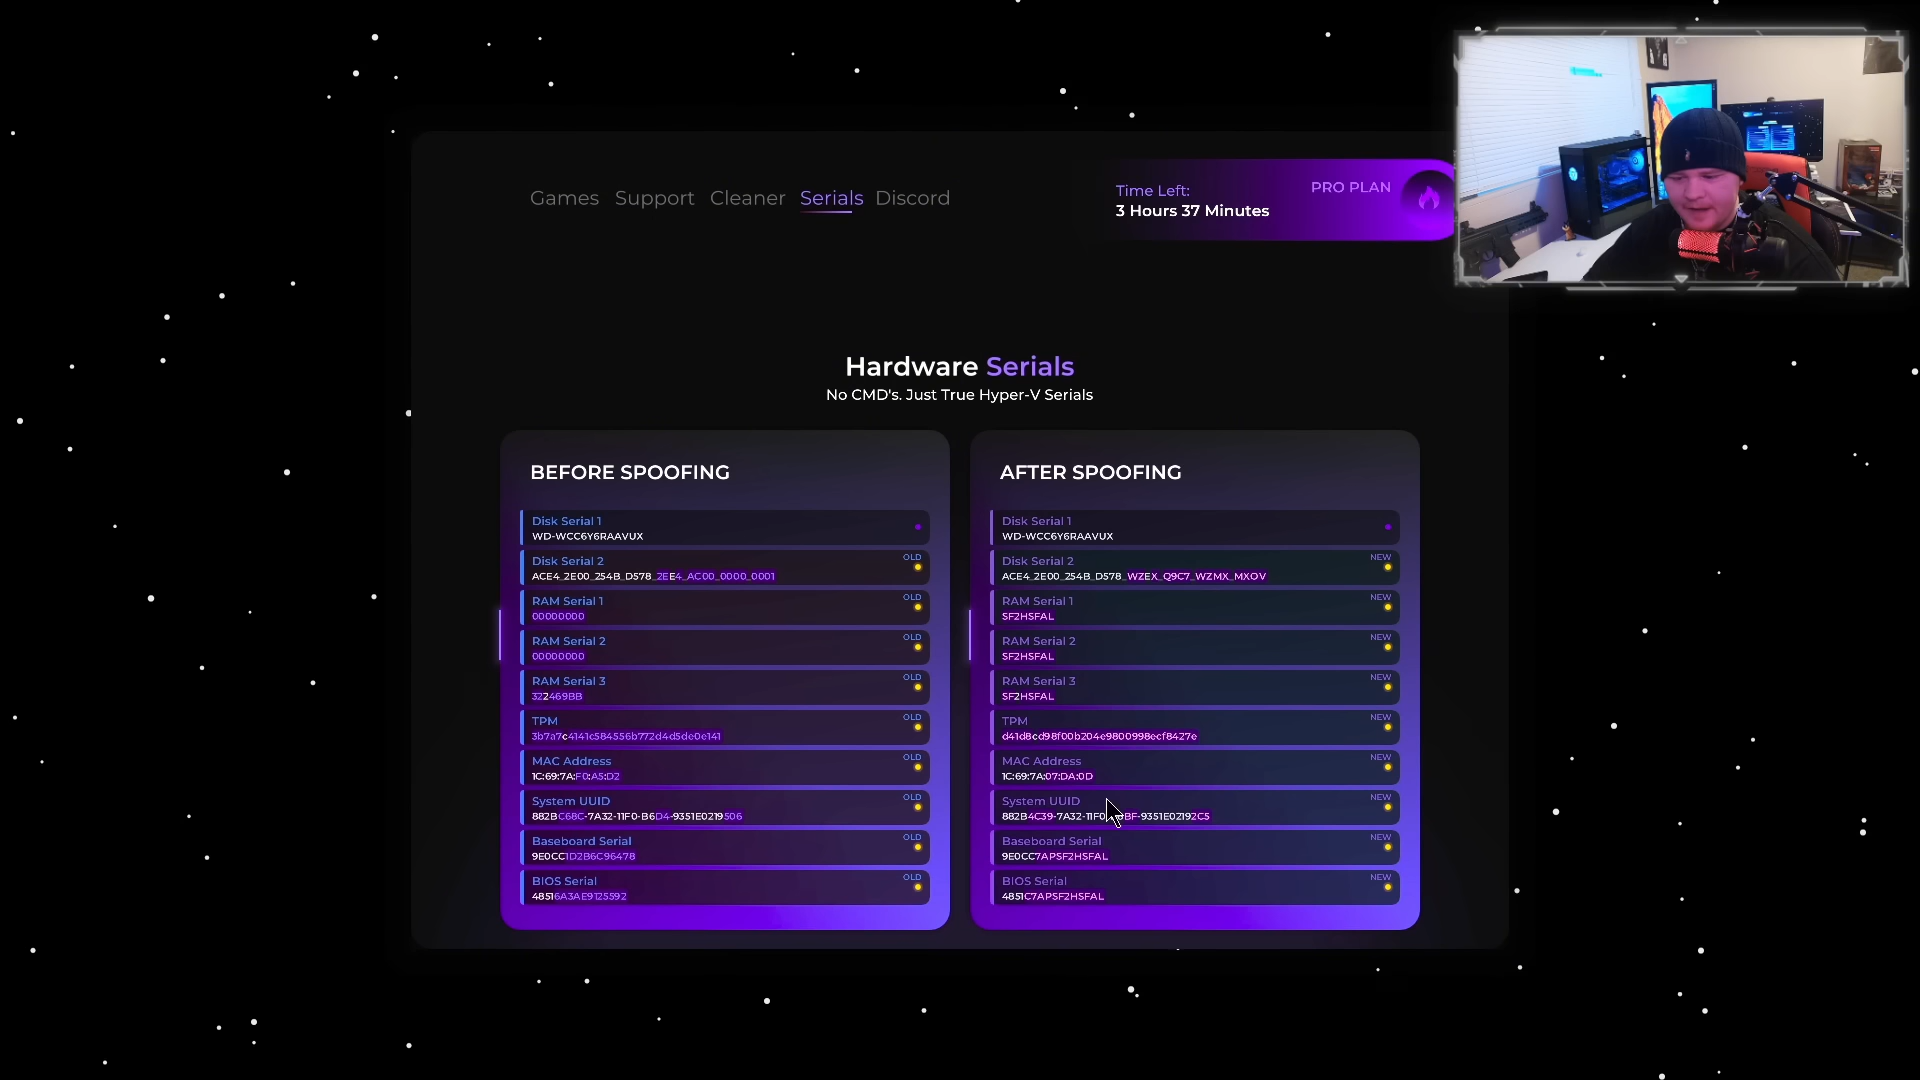 Games Support Cleaner Serials Discord
Time Left:
3 Hours 37 Minutes
PRO PLAN
Hardware Serials
No CMD's. Just True Hyper-V Serials
BEFORE SPOOFING
Disk Serial 1
WD-WCC6Y6RAAVUX
Disk Serial 2
OLD
ACE4_2E00_254B_D578_2EE4_AC00_0000_0001
RAM Serial 1
OLD
00000000
RAM Serial 2
OLD
00000000
RAM Serial 3
OLD
322469BB
TPM
OLD
3b7a7c4141c584556b772d4d5de0e141
MAC Address
OLD
1C:69:7A:F0:A5:D2
System UUID
OLD
882BC68C-7A32-11F0-B6D4-9351E0219506
Baseboard Serial
OLD
9E0CC1D2B6C96478
BIOS Serial
OLD
48516A3AE9125592
AFTER SPOOFING
Disk Serial 1
WD-WCC6Y6RAAVUX
Disk Serial 2
NEW
ACE4_2E00_254B_D578_WZEX_Q9C7_WZMX_MXOV
RAM Serial 1
NEW
SF2HSFAL
RAM Serial 2
NEW
SF2HSFAL
RAM Serial 3
NEW
SF2HSFAL
TPM
NEW
d41d8cd98f00b204e9800998ecf8427e
MAC Address
NEW
1C:69:7A:07:DA:0D
System UUID
NEW
Baseboard Serial
NEW
9E0CC7APSF2HSFAL
BIOS Serial
NEW
4851C7APSF2HSFAL